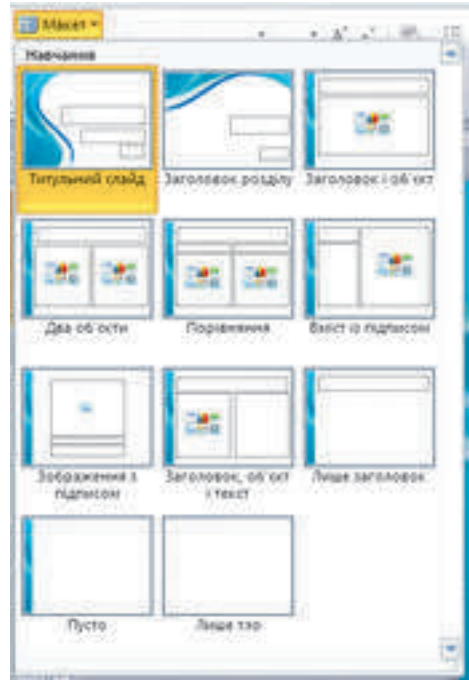 Макет
Навчання
Титульний слайд
Заголовок розділу
Заголовок і об'єкт
Два об'єкти
Порівняння
Вміст із підписом
Зображення з
підписом
Заголовок, об'єкт
і текст
Лише заголовок
Пусто
Лише тло